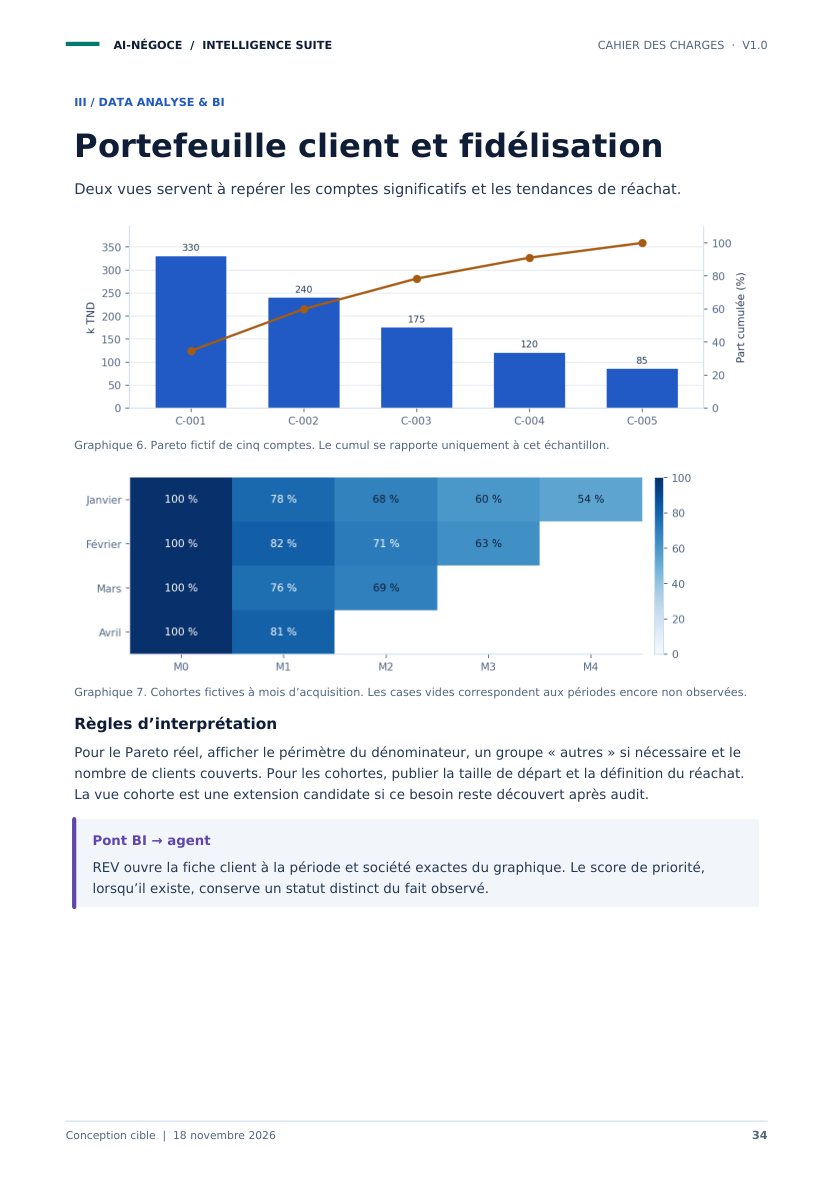 AI-NÉGOCE / INTELLIGENCE SUITE
CAHIER DES CHARGES · V1.0
III / DATA ANALYSE & BI
Portefeuille client et fidélisation
Deux vues servent à repérer les comptes significatifs et les tendances de réachat.
k TND
350
300
250
200
150
100
50
0
330
240
175
120
85
C-001
C-002
C-003
C-004
C-005
100
80
60
40
20
0
Part cumulée (%)
Graphique 6. Pareto fictif de cinq comptes. Le cumul se rapporte uniquement à cet échantillon.
Janvier 100 % 78 % 68 % 60 % 54 %
Février 100 % 82 % 71 % 63 %
Mars 100 % 76 % 69 %
Avril 100 % 81 %
M0 M1 M2 M3 M4
100
80
60
40
20
0
Graphique 7. Cohortes fictives à mois d’acquisition. Les cases vides correspondent aux périodes encore non observées.
Règles d’interprétation
Pour le Pareto réel, afficher le périmètre du dénominateur, un groupe « autres » si nécessaire et le
nombre de clients couverts. Pour les cohortes, publier la taille de départ et la définition du réachat.
La vue cohorte est une extension candidate si ce besoin reste découvert après audit.
Pont BI → agent
REV ouvre la fiche client à la période et société exactes du graphique. Le score de priorité,
lorsqu’il existe, conserve un statut distinct du fait observé.
Conception cible | 18 novembre 2026
34